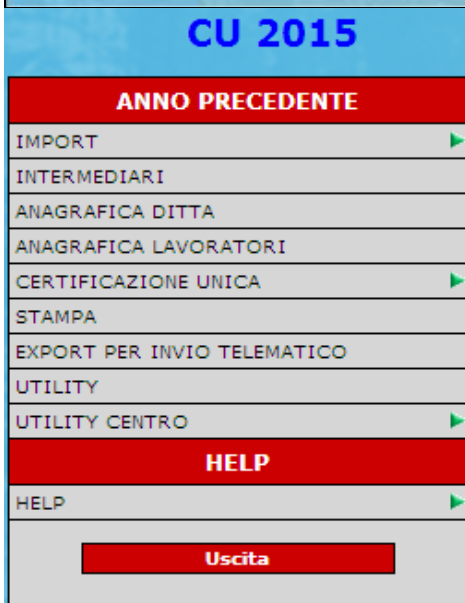 CU 2015
ANNO PRECEDENTE
IMPORT
INTERMEDIARI
ANAGRAFICA DITTA
ANAGRAFICA LAVORATORI
CERTIFICAZIONE UNICA
STAMPA
EXPORT PER INVIO TELEMATICO
UTILITY
UTILITY CENTRO
HELP
HELP
Uscita